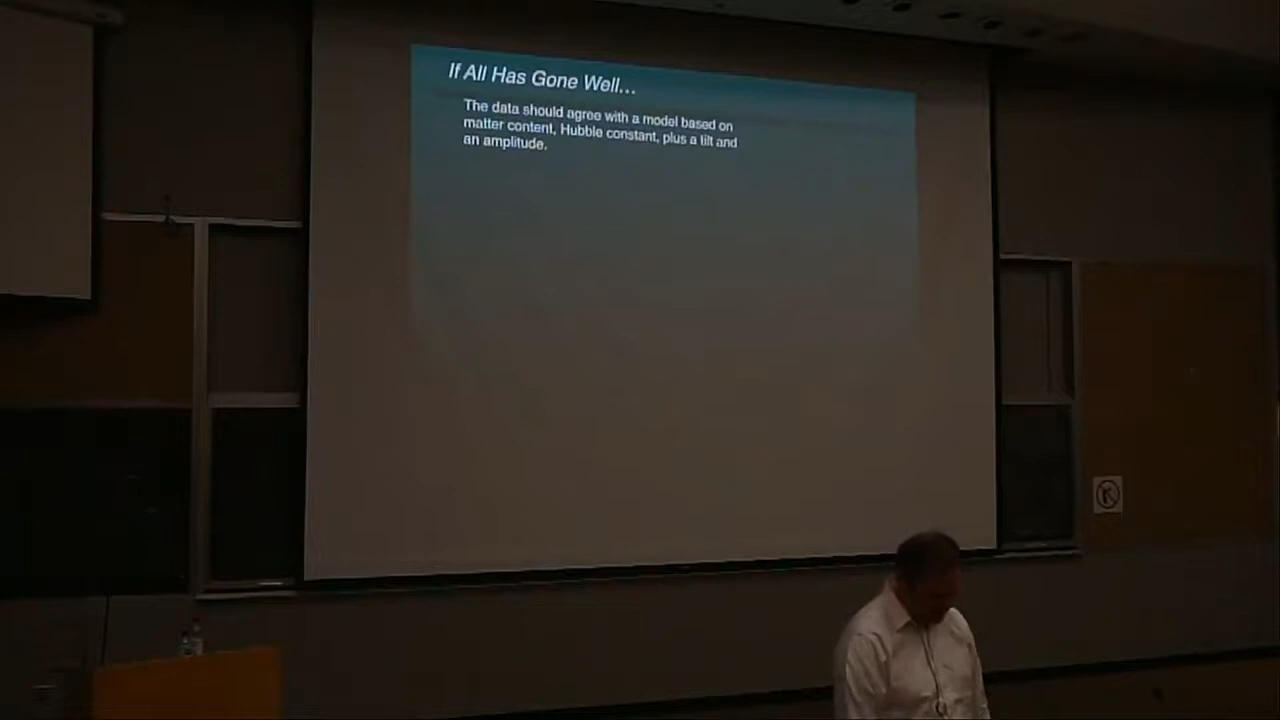 If All Has Gone Well...
The data should agree with a model based on
matter content, Hubble constant, plus a tilt and
an amplitude.